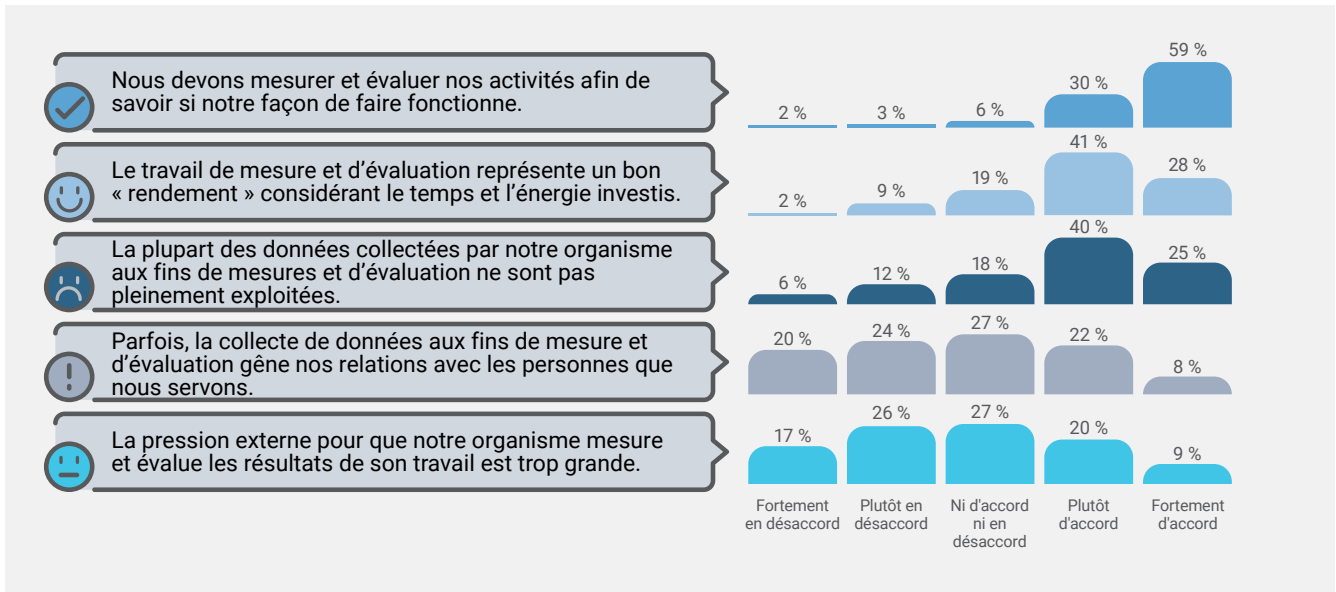 Nous devons mesurer et évaluer nos activités afin de
savoir si notre façon de faire fonctionne.
2 %
3 %
6 %
30 %
59 %
Le travail de mesure et d’évaluation représente un bon
« rendement » considérant le temps et l’énergie investis.
2 %
9 %
19 %
41 %
28 %
La plupart des données collectées par notre organisme
aux fins de mesures et d’évaluation ne sont pas
pleinement exploitées.
6 %
12 %
18 %
40 %
25 %
Parfois, la collecte de données aux fins de mesure et
d’évaluation gêne nos relations avec les personnes que
nous servons.
20 %
24 %
27 %
22 %
8 %
La pression externe pour que notre organisme mesure
et évalue les résultats de son travail est trop grande.
17 %
26 %
27 %
20 %
9 %
Fortement
en désaccord
Plutôt en
désaccord
Ni d'accord
ni en
désaccord
Plutôt
d'accord
Fortement
d'accord